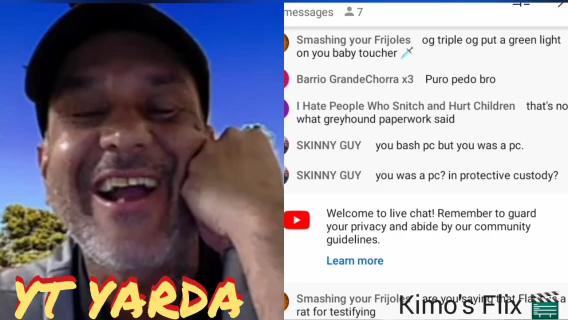 messages 7
Smashing your Frijoles og triple og put a green light
on you baby toucher
Barrio GrandeChorra x3 Puro pedo bro
I Hate People Who Snitch and Hurt Children that's no
what greyhound paperwork said
SKINNY GUY you bash pc but you was a pc.
SKINNY GUY you was a pc? in protective custody?
Welcome to live chat! Remember to guard
your privacy and abide by our community
guidelines.
Learn more
Smashing your Frijoles are you saying that
rat for testifying
YT YARDA
Kimo's Flix